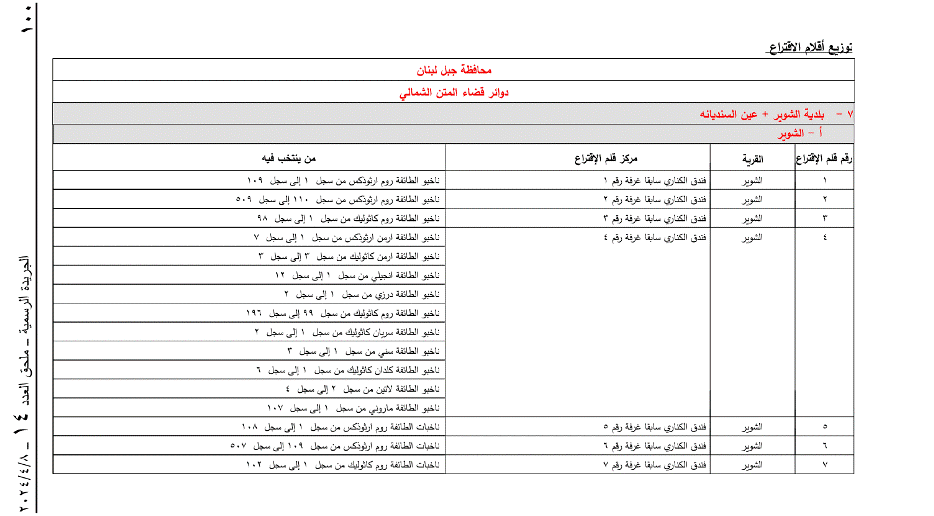 ١٠٠
الجريدة الرسمية – ملحق العدد ١٤ – ٢٠٢٤/٤/٨
توزيع أقلام الاقتراع
محافظة جبل لبنان
دوائر قضاء المتن الشمالي
٧ - بلدية الشوير + عين السنديانه
أ - الشوير
رقم قلم الإقتراع القرية مركز قلم الإقتراع من ينتخب فيه
١ الشوير فندق الكناري سابقا غرفة رقم ١ ناخبو الطائفة روم ارثوذكس من سجل ١ إلى سجل ١٠٩
٢ الشوير فندق الكناري سابقا غرفة رقم ٢ ناخبو الطائفة روم ارثوذكس من سجل ١١٠ إلى سجل ٥٠٩
٣ الشوير فندق الكناري سابقا غرفة رقم ٣ ناخبو الطائفة روم كاثوليك من سجل ١ إلى سجل ٩٨
٤ الشوير فندق الكناري سابقا غرفة رقم ٤ ناخبو الطائفة ارمن ارثوذكس من سجل ١ إلى سجل ٧
ناخبو الطائفة ارمن كاثوليك من سجل ٣ إلى سجل ٣
ناخبو الطائفة انجيلي من سجل ١ إلى سجل ١٢
ناخبو الطائفة درزي من سجل ١ إلى سجل ٢
ناخبو الطائفة روم كاثوليك من سجل ٩٩ إلى سجل ١٩٦
ناخبو الطائفة سريان كاثوليك من سجل ١ إلى سجل ٢
ناخبو الطائفة سني من سجل ١ إلى سجل ٣
ناخبو الطائفة كلدان كاثوليك من سجل ١ إلى سجل ٦
ناخبو الطائفة لاتين من سجل ٢ إلى سجل ٤
ناخبو الطائفة ماروني من سجل ١ إلى سجل ١٠٧
٥ الشوير فندق الكناري سابقا غرفة رقم ٥ ناخبات الطائفة روم ارثوذكس من سجل ١ إلى سجل ١٠٨
٦ الشوير فندق الكناري سابقا غرفة رقم ٦ ناخبات الطائفة روم ارثوذكس من سجل ١٠٩ إلى سجل ٥٠٧
٧ الشوير فندق الكناري سابقا غرفة رقم ٧ ناخبات الطائفة روم كاثوليك من سجل ١ إلى سجل ١٠٢